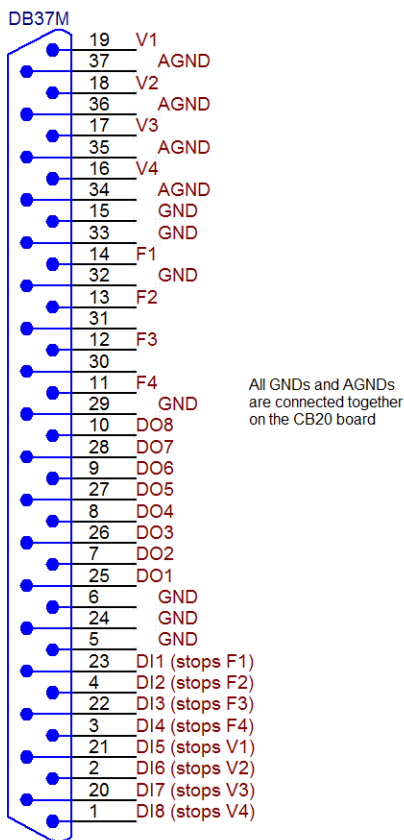 DB37M
19 V1
37 AGND
18 V2
36 AGND
17 V3
35 AGND
16 V4
34 AGND
15 GND
33 GND
14 F1
32 GND
13 F2
31
12 F3
30
11 F4
29 GND
10 DO8
28 DO7
9 DO6
27 DO5
8 DO4
26 DO3
7 DO2
25 DO1
6 GND
24 GND
5 GND
23 DI1 (stops F1)
4 DI2 (stops F2)
22 DI3 (stops F3)
3 DI4 (stops F4)
21 DI5 (stops V1)
2 DI6 (stops V2)
20 DI7 (stops V3)
1 DI8 (stops V4)
All GNDs and AGNDs
are connected together
on the CB20 board